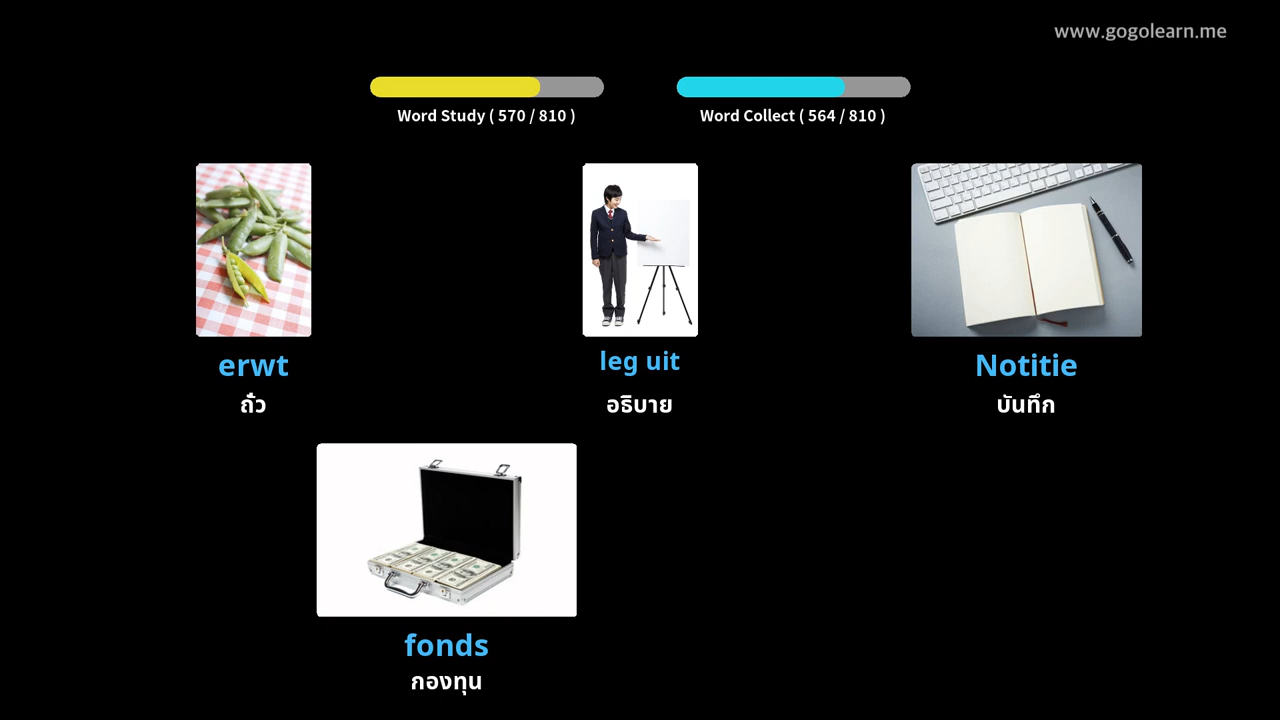 www.gogolearn.me
Word Study ( 570 / 810 )
Word Collect ( 564 / 810 )
erwt
ถั่ว
leg uit
อธิบาย
Notitie
บันทึก
fonds
กองทุน